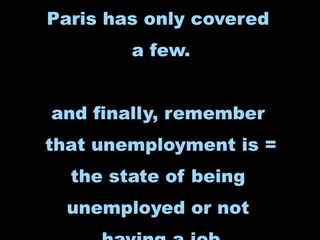 Paris has only covered
a few.
and finally, remember
that unemployment is =
the state of being
unemployed or not
having a job